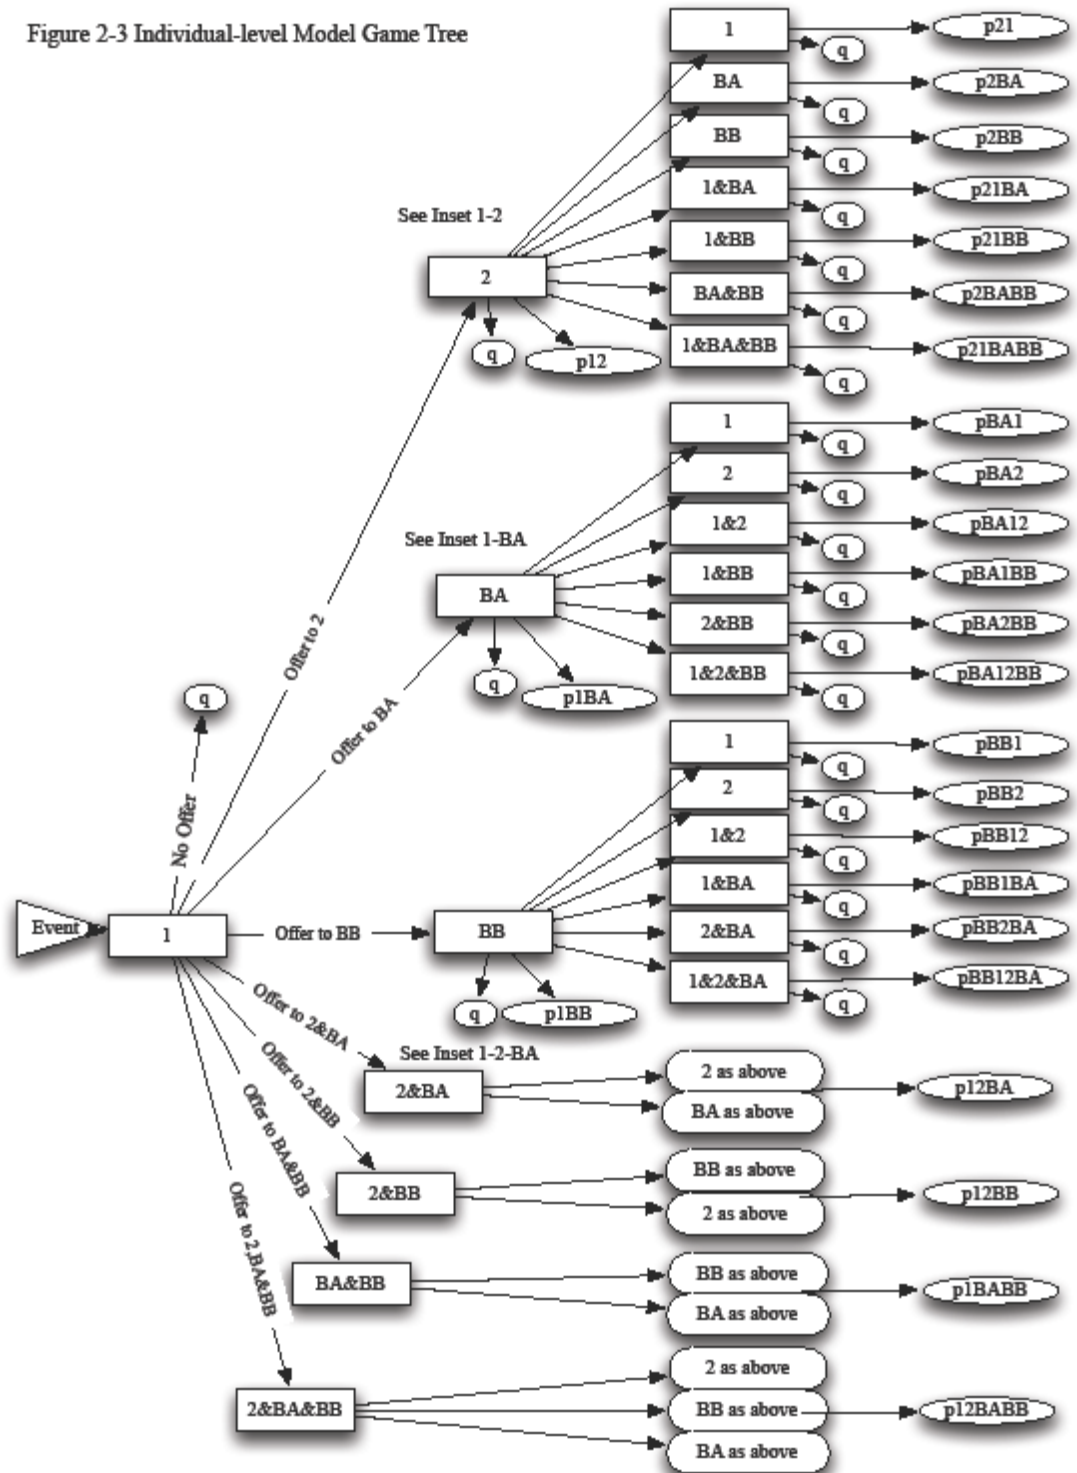 Figure 2-3 Individual-level Model Game Tree
1
q
p21
BA
q
p2BA
BB
q
p2BB
1&BA
q
p21BA
See Inset 1-2
1&BB
q
p21BB
2
BA&BB
q
p2BABB
1&BA&BB
q
p21BABB
q
p12
1
q
pBA1
2
q
pBA2
See Inset 1-BA
1&2
q
pBA12
BA
1&BB
q
pBA1BB
2&BB
q
pBA2BB
1&2&BB
q
pBA12BB
q
p1BA
q
No Offer
Offer to 2
Offer to BA
1
q
pBB1
2
q
pBB2
1&2
q
pBB12
1&BA
q
pBB1BA
Event
1
Offer to BB
BB
2&BA
q
pBB2BA
1&2&BA
q
pBB12BA
q
p1BB
Offer to 2&BA
See Inset 1-2-BA
2&BA
2 as above
BA as above
p12BA
Offer to 2&BB
2&BB
BB as above
2 as above
p12BB
Offer to BA&BB
BA&BB
BB as above
BA as above
p1BABB
Offer to 2,BA&BB
2&BA&BB
2 as above
BB as above
BA as above
p12BABB